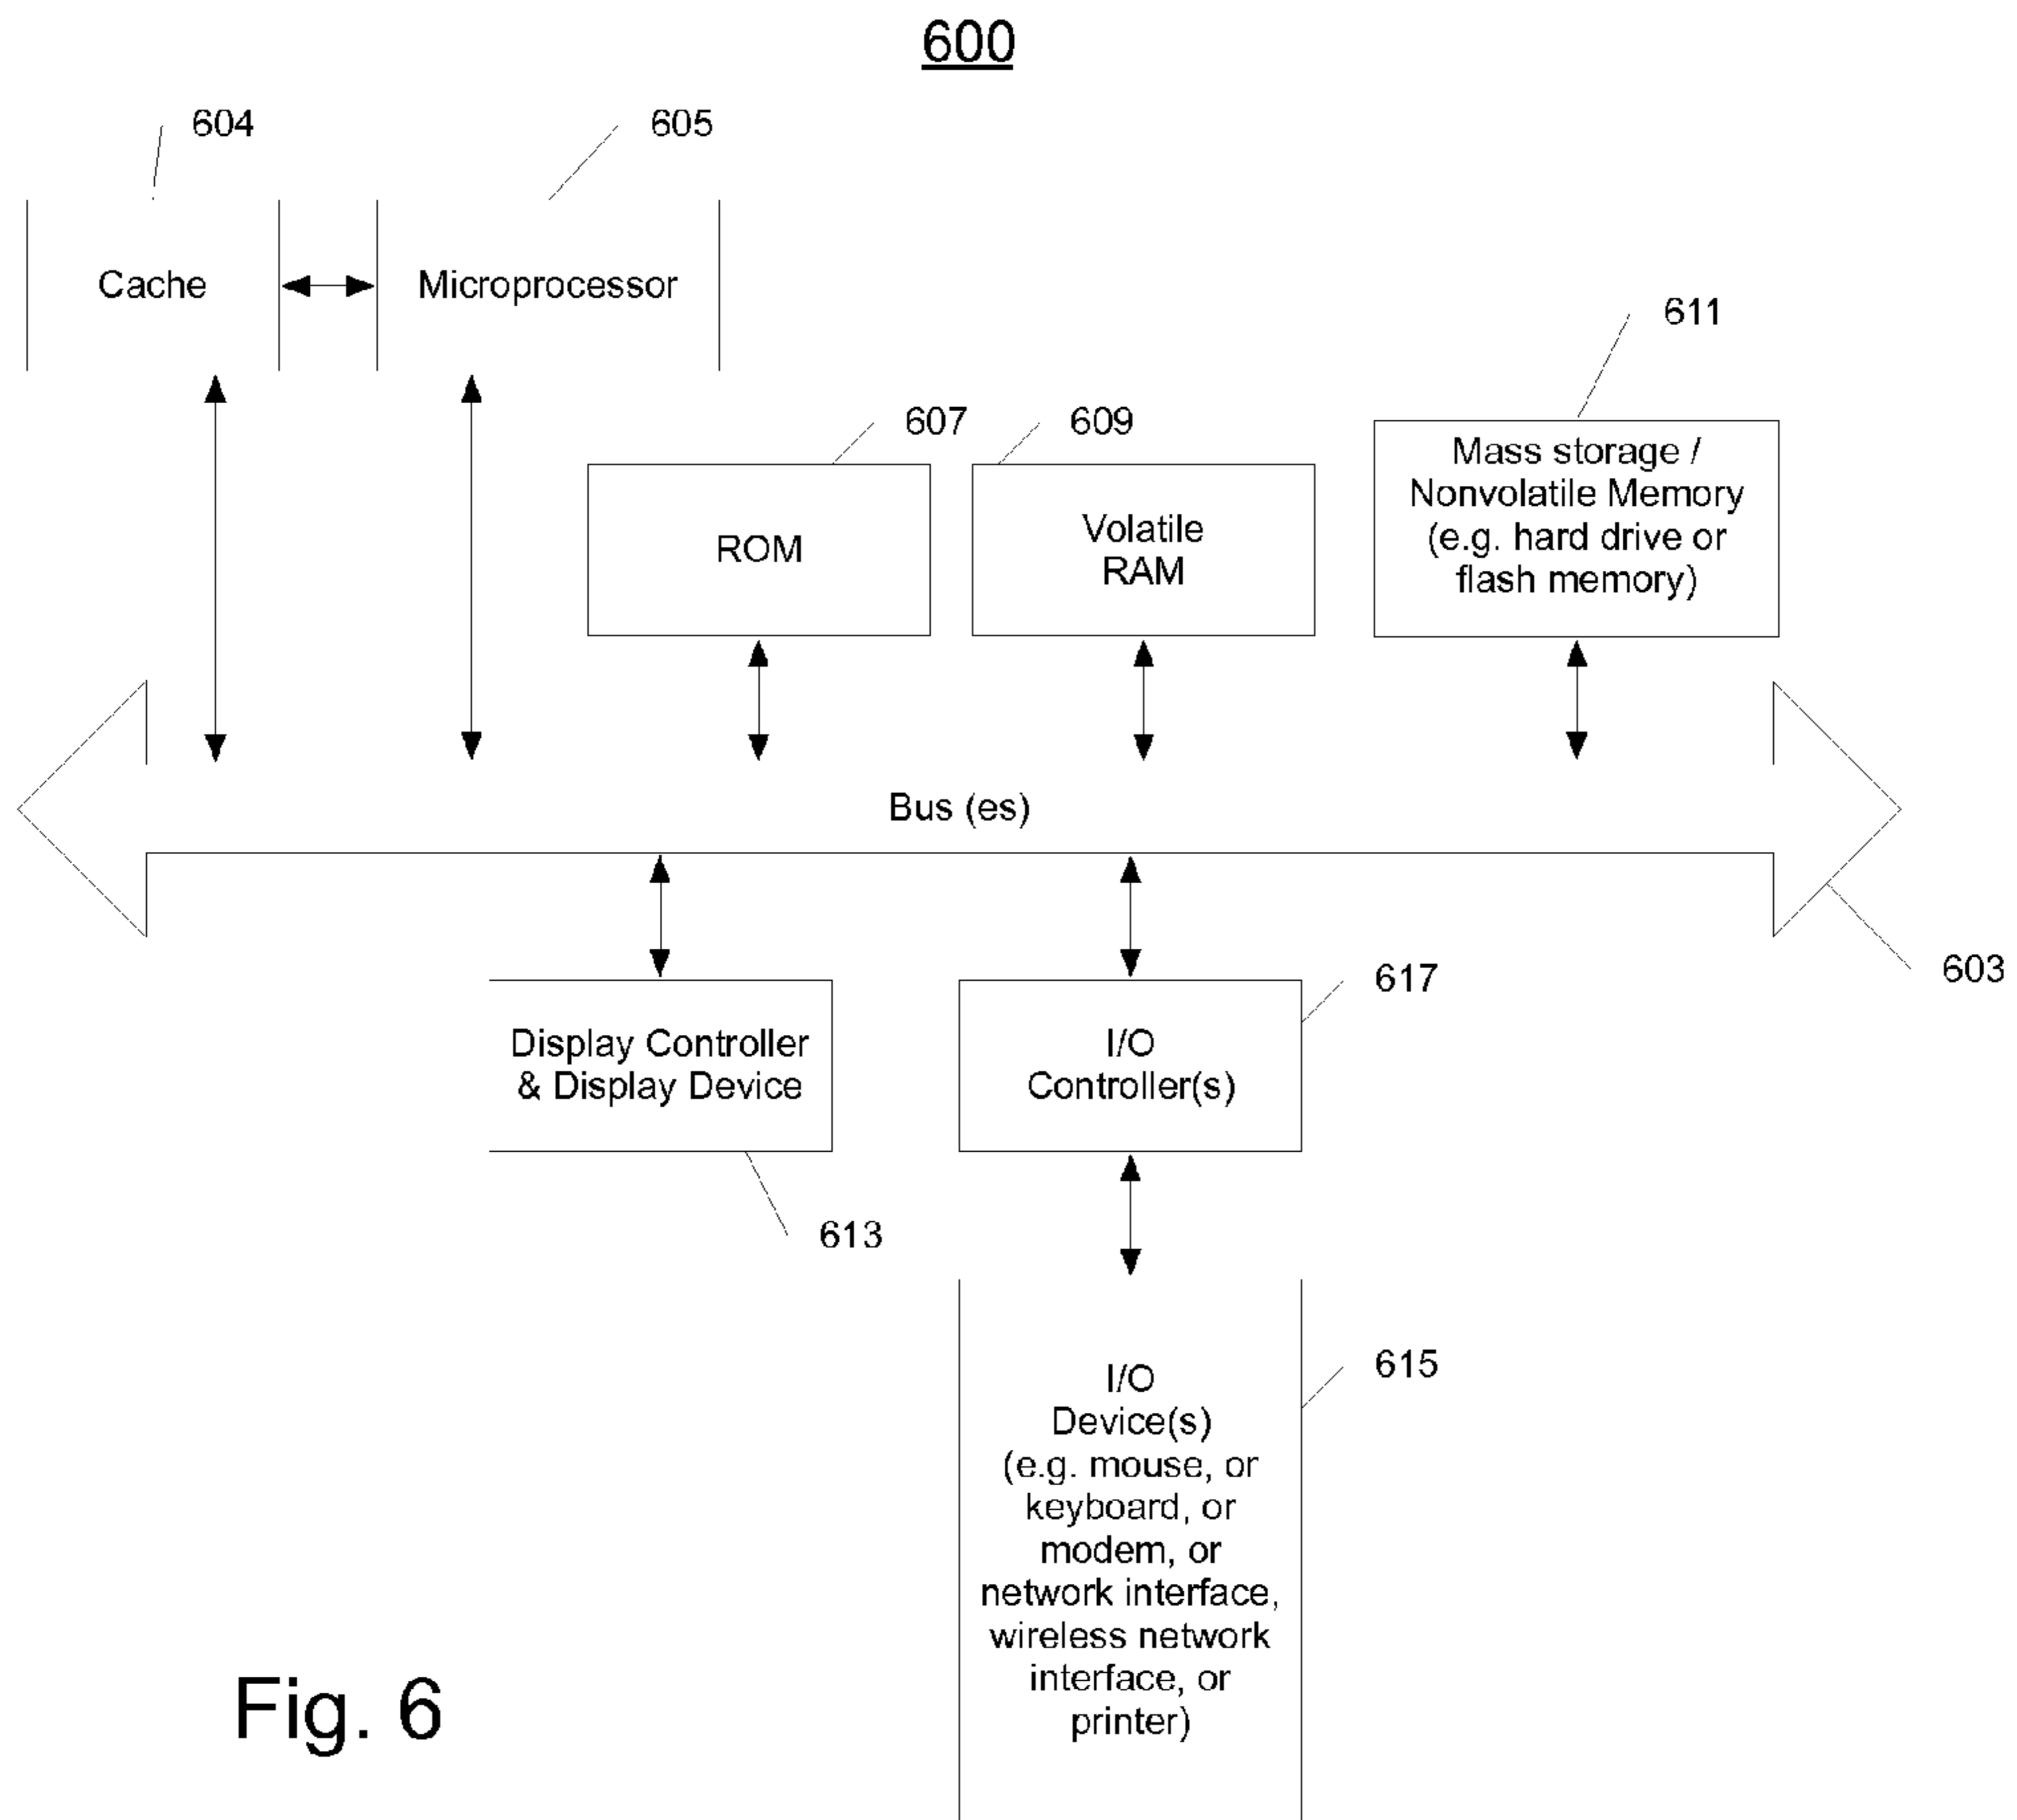 600
604
605
Cache
Microprocessor
611
607
609
Mass storage /
Nonvolatile Memory
(e.g. hard drive or
flash memory)
ROM
Volatile
RAM
Bus (es)
603
617
Display Controller
& Display Device
I/O
Controller(s)
613
615
I/O
Device(s)
(e.g. mouse, or
keyboard, or
modem, or
network interface,
wireless network
interface, or
printer)
Fig. 6